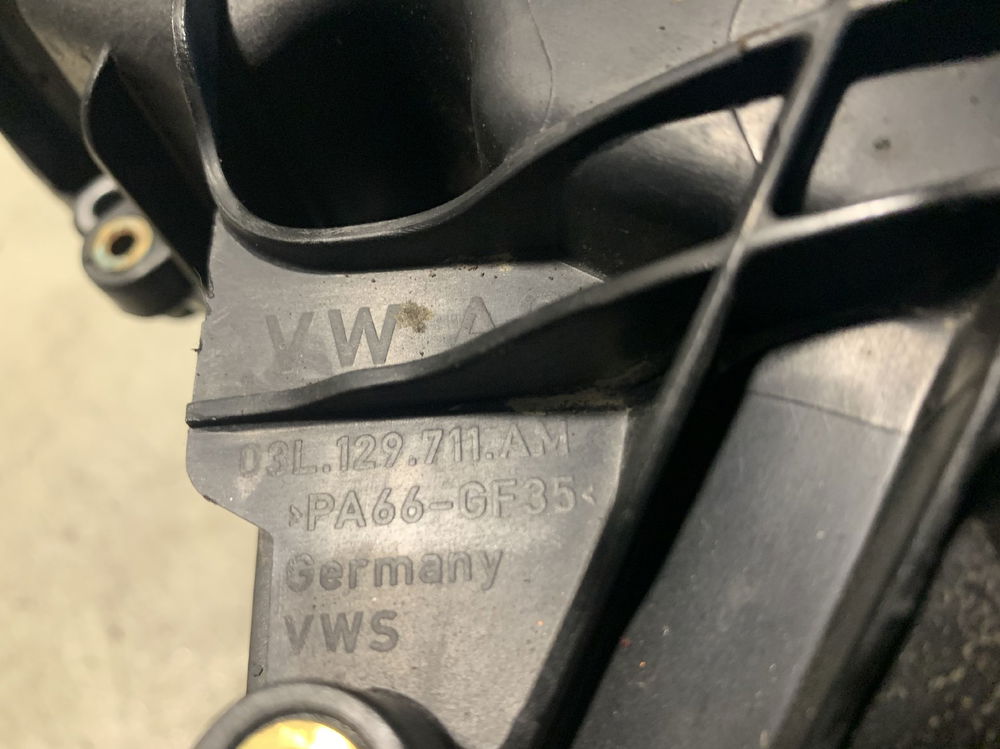 VW A
03L.129.711.AM
>PA66-GF35<
Germany
VWS